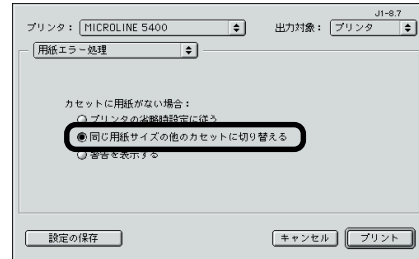 J1-8.7
プリンタ： MICROLINE 5400 出力対象： プリンタ
用紙エラー処理
カセットに用紙がない場合：
プリンタの省略時設定に従う
同じ用紙サイズの他のカセットに切り替える
警告を表示する
設定の保存 キャンセル プリント